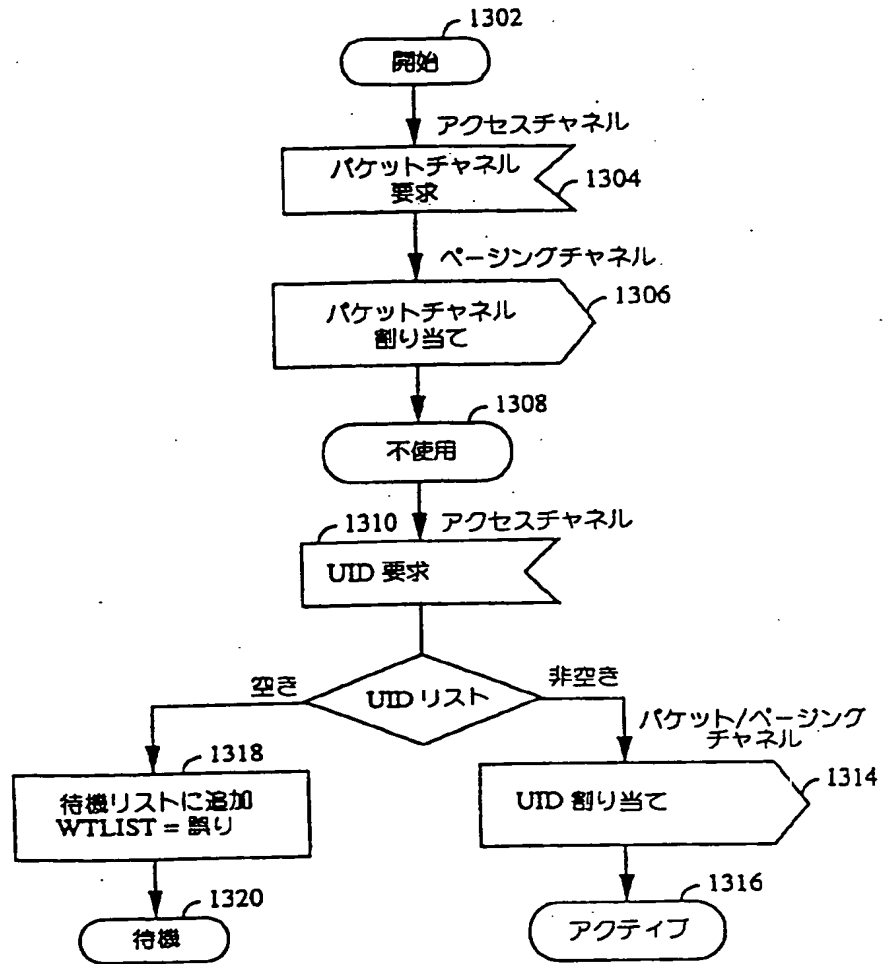 1302
開始
アクセスチャネル
パケットチャネル
要求
1304
ページングチャネル
1306
パケットチャネル
割り当て
1308
不使用
1310
アクセスチャネル
UID 要求
空き
UID リスト
非空き
パケット/ページング
チャネル
1318
待機リストに追加
WTLIST = 誤り
1314
UID 割り当て
1320
待機
1316
アクティブ